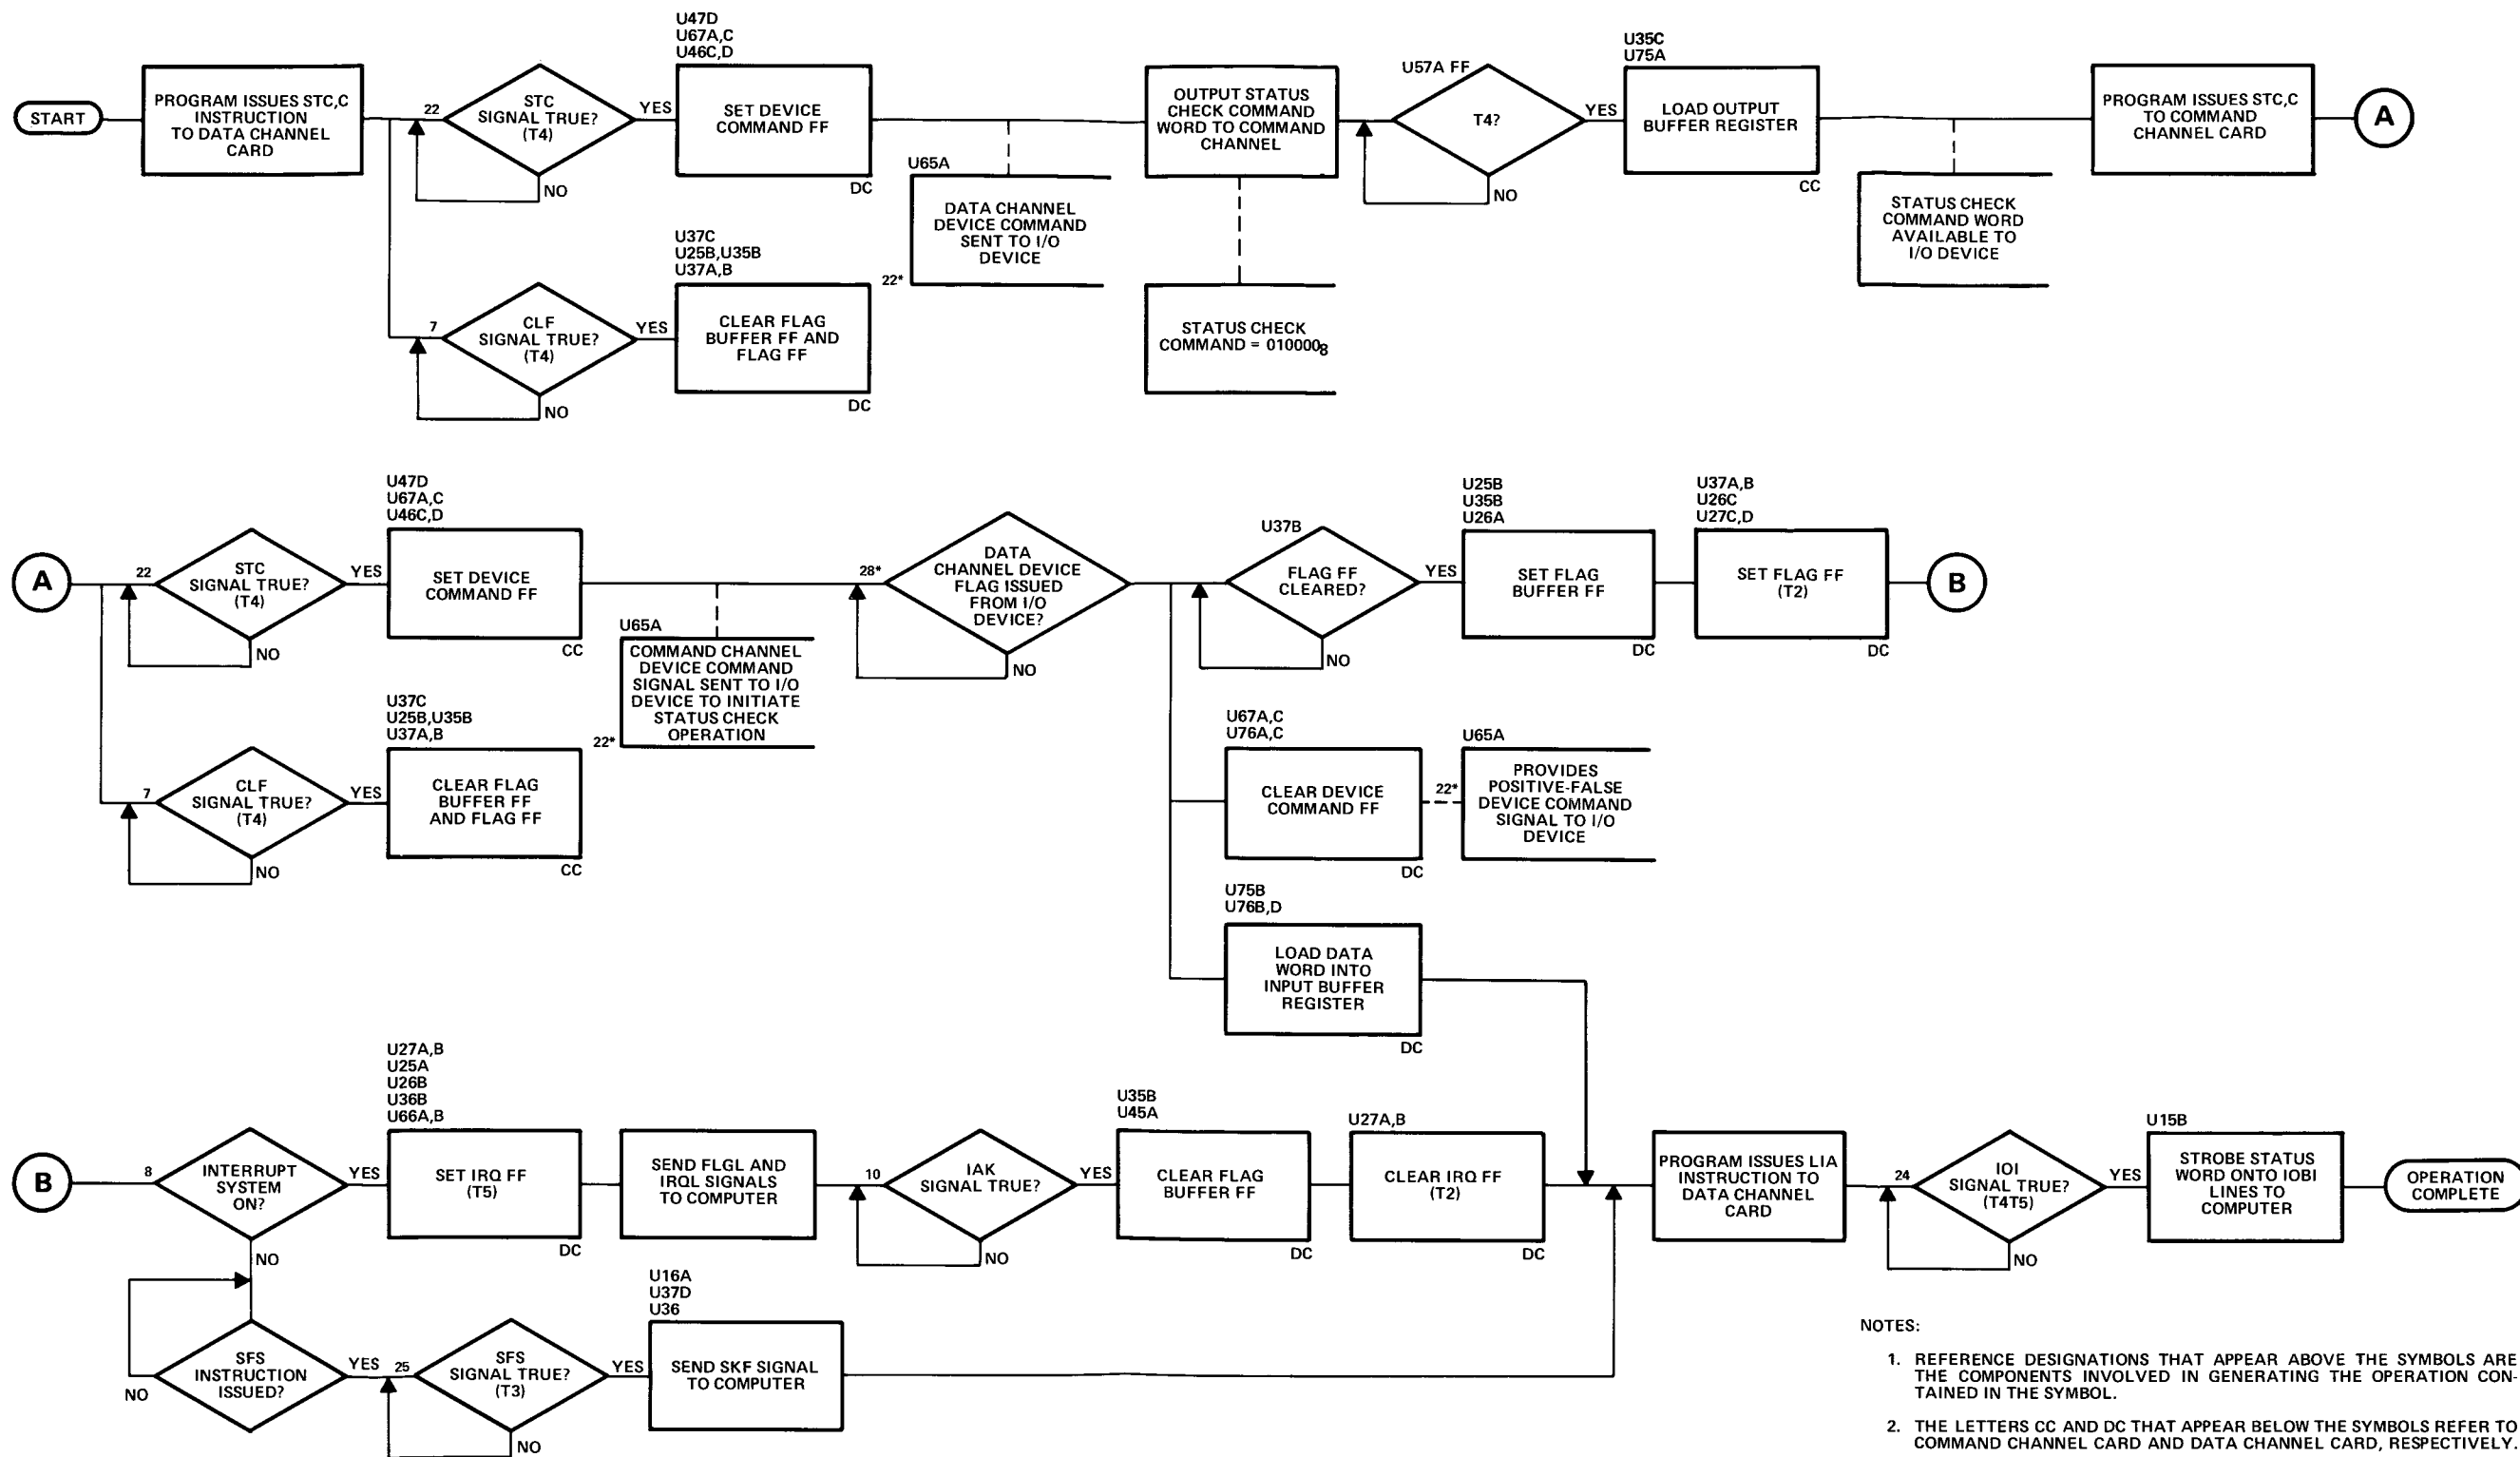 START
PROGRAM ISSUES STC,C
INSTRUCTION
TO DATA CHANNEL
CARD
22
STC
SIGNAL TRUE?
(T4)
YES
NO
U47D
U67A,C
U46C,D
SET DEVICE
COMMAND FF
DC
U65A
DATA CHANNEL
DEVICE COMMAND
SENT TO I/O
DEVICE
22*
OUTPUT STATUS
CHECK COMMAND
WORD TO COMMAND
CHANNEL
STATUS CHECK
COMMAND = 010000₈
U57A FF
T4?
YES
NO
U35C
U75A
LOAD OUTPUT
BUFFER REGISTER
CC
STATUS CHECK
COMMAND WORD
AVAILABLE TO
I/O DEVICE
PROGRAM ISSUES STC,C
TO COMMAND
CHANNEL CARD
A
7
CLF
SIGNAL TRUE?
(T4)
YES
NO
U37C
U25B,U35B
U37A,B
CLEAR FLAG
BUFFER FF AND
FLAG FF
DC
A
22
STC
SIGNAL TRUE?
(T4)
YES
NO
U47D
U67A,C
U46C,D
SET DEVICE
COMMAND FF
CC
U65A
COMMAND CHANNEL
DEVICE COMMAND
SIGNAL SENT TO I/O
DEVICE TO INITIATE
STATUS CHECK
OPERATION
22*
28*
DATA
CHANNEL DEVICE
FLAG ISSUED
FROM I/O
DEVICE?
NO
U37B
FLAG FF
CLEARED?
YES
NO
U25B
U35B
U26A
SET FLAG
BUFFER FF
DC
U37A,B
U26C
U27C,D
SET FLAG FF
(T2)
DC
B
7
CLF
SIGNAL TRUE?
(T4)
YES
NO
U37C
U25B,U35B
U37A,B
CLEAR FLAG
BUFFER FF
AND FLAG FF
CC
U67A,C
U76A,C
CLEAR DEVICE
COMMAND FF
DC
22*
U65A
PROVIDES
POSITIVE-FALSE
DEVICE COMMAND
SIGNAL TO I/O
DEVICE
U75B
U76B,D
LOAD DATA
WORD INTO
INPUT BUFFER
REGISTER
DC
B
8
INTERRUPT
SYSTEM
ON?
YES
NO
U27A,B
U25A
U26B
U36B
U66A,B
SET IRQ FF
(T5)
DC
SEND FLGL AND
IRQL SIGNALS
TO COMPUTER
10
IAK
SIGNAL TRUE?
YES
NO
U35B
U45A
CLEAR FLAG
BUFFER FF
DC
U27A,B
CLEAR IRQ FF
(T2)
DC
PROGRAM ISSUES LIA
INSTRUCTION TO
DATA CHANNEL
CARD
24
IOI
SIGNAL TRUE?
(T4T5)
YES
NO
U15B
STROBE STATUS
WORD ONTO IOBI
LINES TO
COMPUTER
OPERATION
COMPLETE
SFS
INSTRUCTION
ISSUED?
NO
YES
25
SFS
SIGNAL TRUE?
(T3)
YES
NO
U16A
U37D
U36
SEND SKF SIGNAL
TO COMPUTER
NOTES:
1. REFERENCE DESIGNATIONS THAT APPEAR ABOVE THE SYMBOLS ARE
THE COMPONENTS INVOLVED IN GENERATING THE OPERATION CON-
TAINED IN THE SYMBOL.
2. THE LETTERS CC AND DC THAT APPEAR BELOW THE SYMBOLS REFER TO
COMMAND CHANNEL CARD AND DATA CHANNEL CARD, RESPECTIVELY.